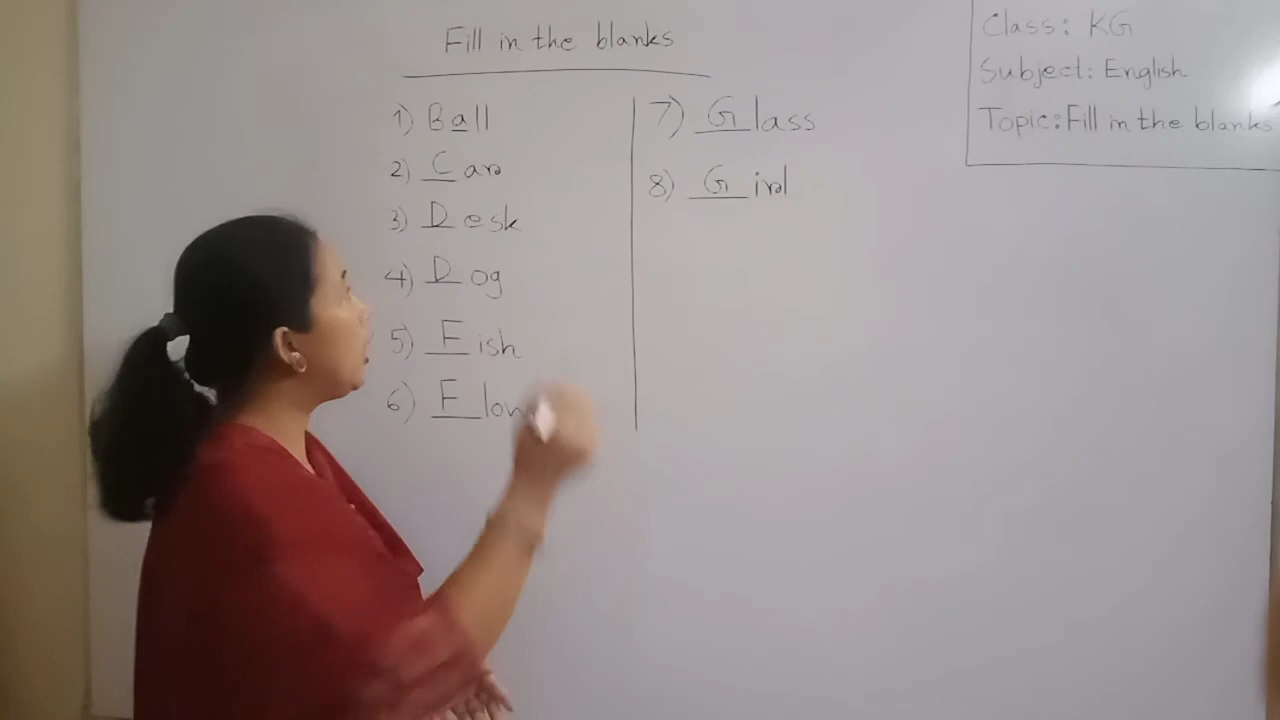 Fill in the blanks
1) Ball
2) Car
3) Desk
4) Dog
5) Fish
6)
7) Glass
8) Girl
Class: KG
Subject: English
Topic: Fill in the blanks